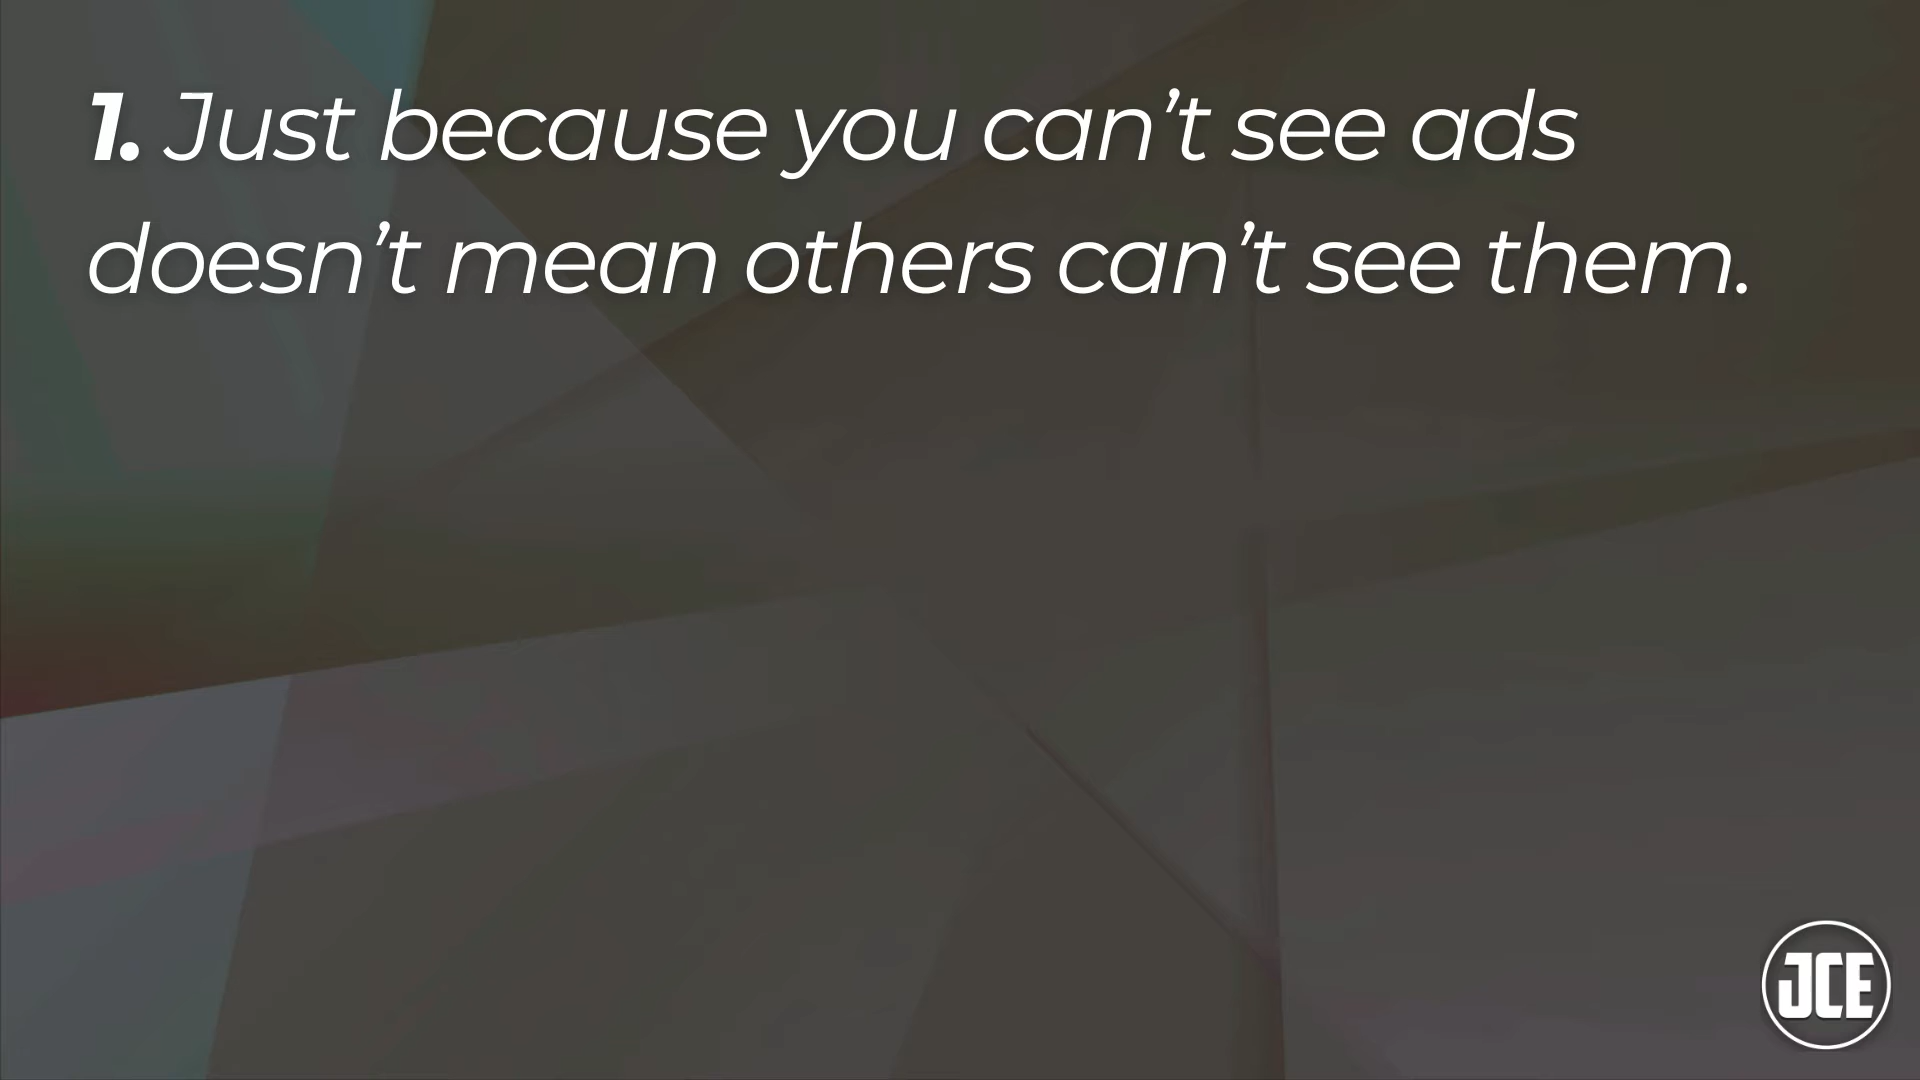 1. Just because you can’t see ads
doesn’t mean others can’t see them.
JCE